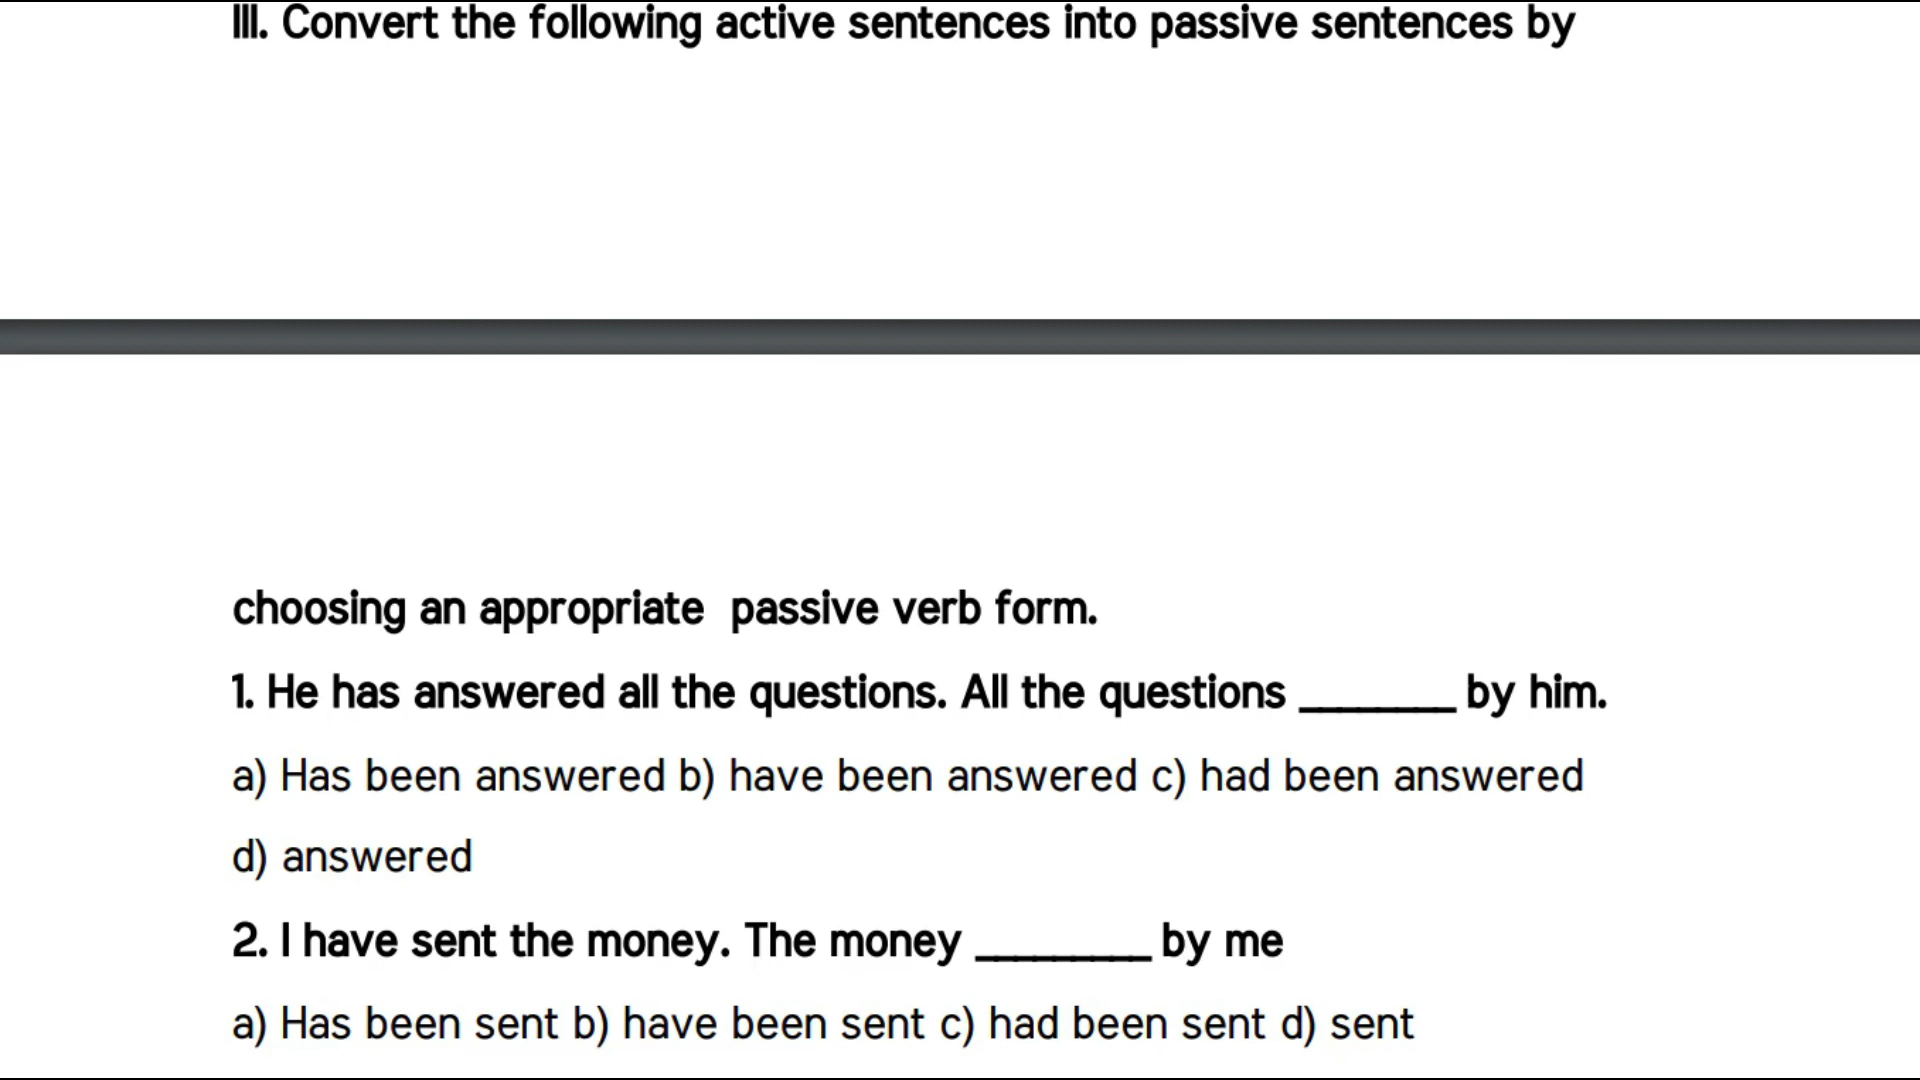 III. Convert the following active sentences into passive sentences by
choosing an appropriate  passive verb form.
1. He has answered all the questions. All the questions ________ by him.
a) Has been answered b) have been answered c) had been answered
d) answered
2. I have sent the money. The money _________ by me
a) Has been sent b) have been sent c) had been sent d) sent